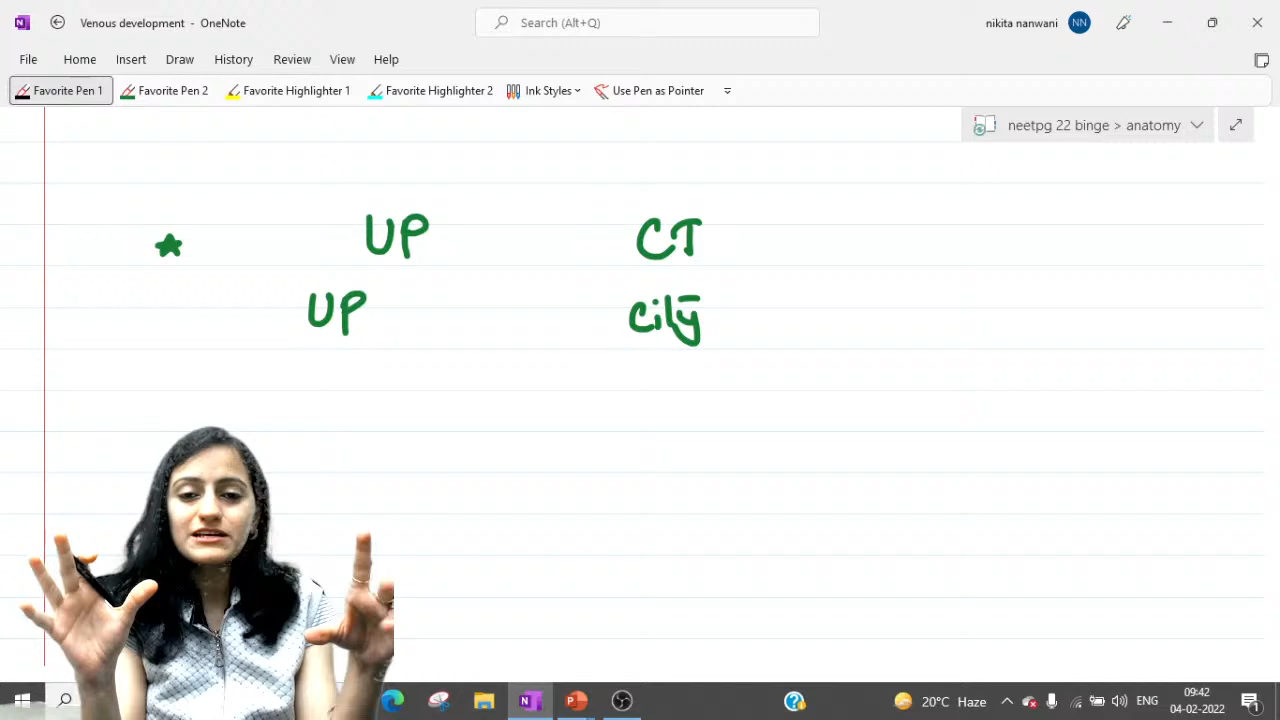 Venous development - OneNote
Search (Alt+Q)
nikita nanwani NN
File Home Insert Draw History Review View Help
Favorite Pen 1 Favorite Pen 2 Favorite Highlighter 1 Favorite Highlighter 2 Ink Styles Use Pen as Pointer
neetpg 22 binge > anatomy
UP CT
UP City
20°C Haze ENG 09:42
04-02-2022 1